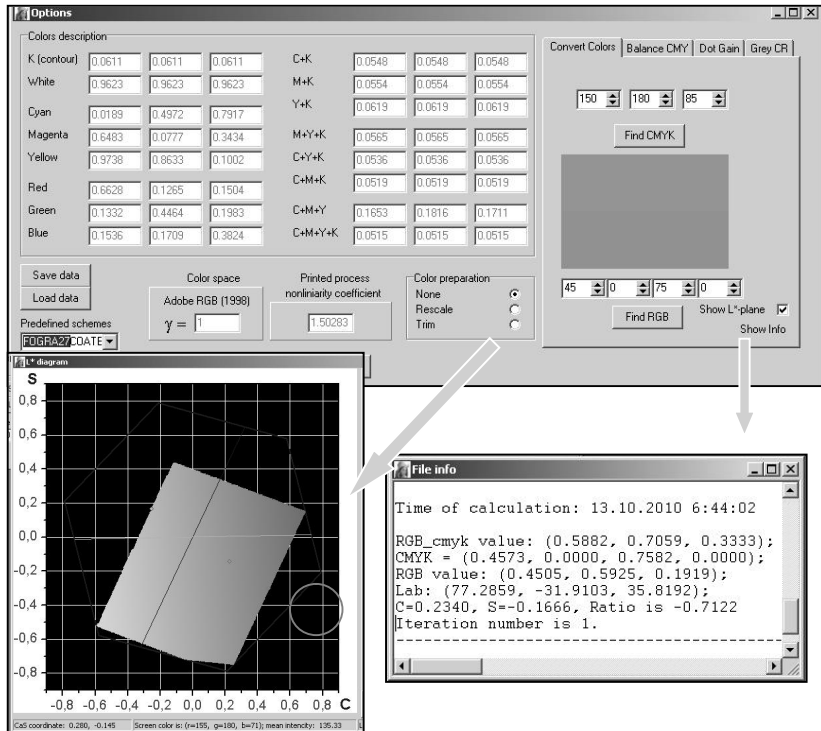 Options
Colors description
K (contour) 0.0611 0.0611 0.0611 C+K 0.0548 0.0548 0.0548
White 0.9623 0.9623 0.9623 M+K 0.0554 0.0554 0.0554
Y+K 0.0619 0.0619 0.0619
Cyan 0.0189 0.4972 0.7917
Magenta 0.6483 0.0777 0.3434 M+Y+K 0.0565 0.0565 0.0565
Yellow 0.9738 0.8633 0.1002 C+Y+K 0.0536 0.0536 0.0536
C+M+K 0.0519 0.0519 0.0519
Red 0.6628 0.1265 0.1504
Green 0.1332 0.4464 0.1983 C+M+Y 0.1653 0.1816 0.1711
Blue 0.1536 0.1709 0.3824 C+M+Y+K 0.0515 0.0515 0.0515
Convert Colors Balance CMY Dot Gain Grey CR
150 180 85
Find CMYK
45 0 75 0
Find RGB
Show L*-plane
Show Info
Save data
Load data
Predefined schemes
FOGRA27COATE
Color space
Adobe RGB (1998)
γ = 1
Printed process
nonliniarity coefficient
1.50283
Color preparation
None
Rescale
Trim
L* diagram
S
0,8
0,6
0,4
0,2
0,0
-0,2
-0,4
-0,6
-0,8
-0,8 -0,6 -0,4 -0,2 0,0 0,2 0,4 0,6 0,8 C
CaS coordinate: 0.280, -0.145 Screen color is: (r=155, g=180, b=71); mean intencity: 135.33
File info
Time of calculation: 13.10.2010 6:44:02
RGB_cmyk value: (0.5882, 0.7059, 0.3333);
CMYK = (0.4573, 0.0000, 0.7582, 0.0000);
RGB value: (0.4505, 0.5925, 0.1919);
Lab: (77.2859, -31.9103, 35.8192);
C=0.2340, S=-0.1666, Ratio is -0.7122
Iteration number is 1.
--------------------------------